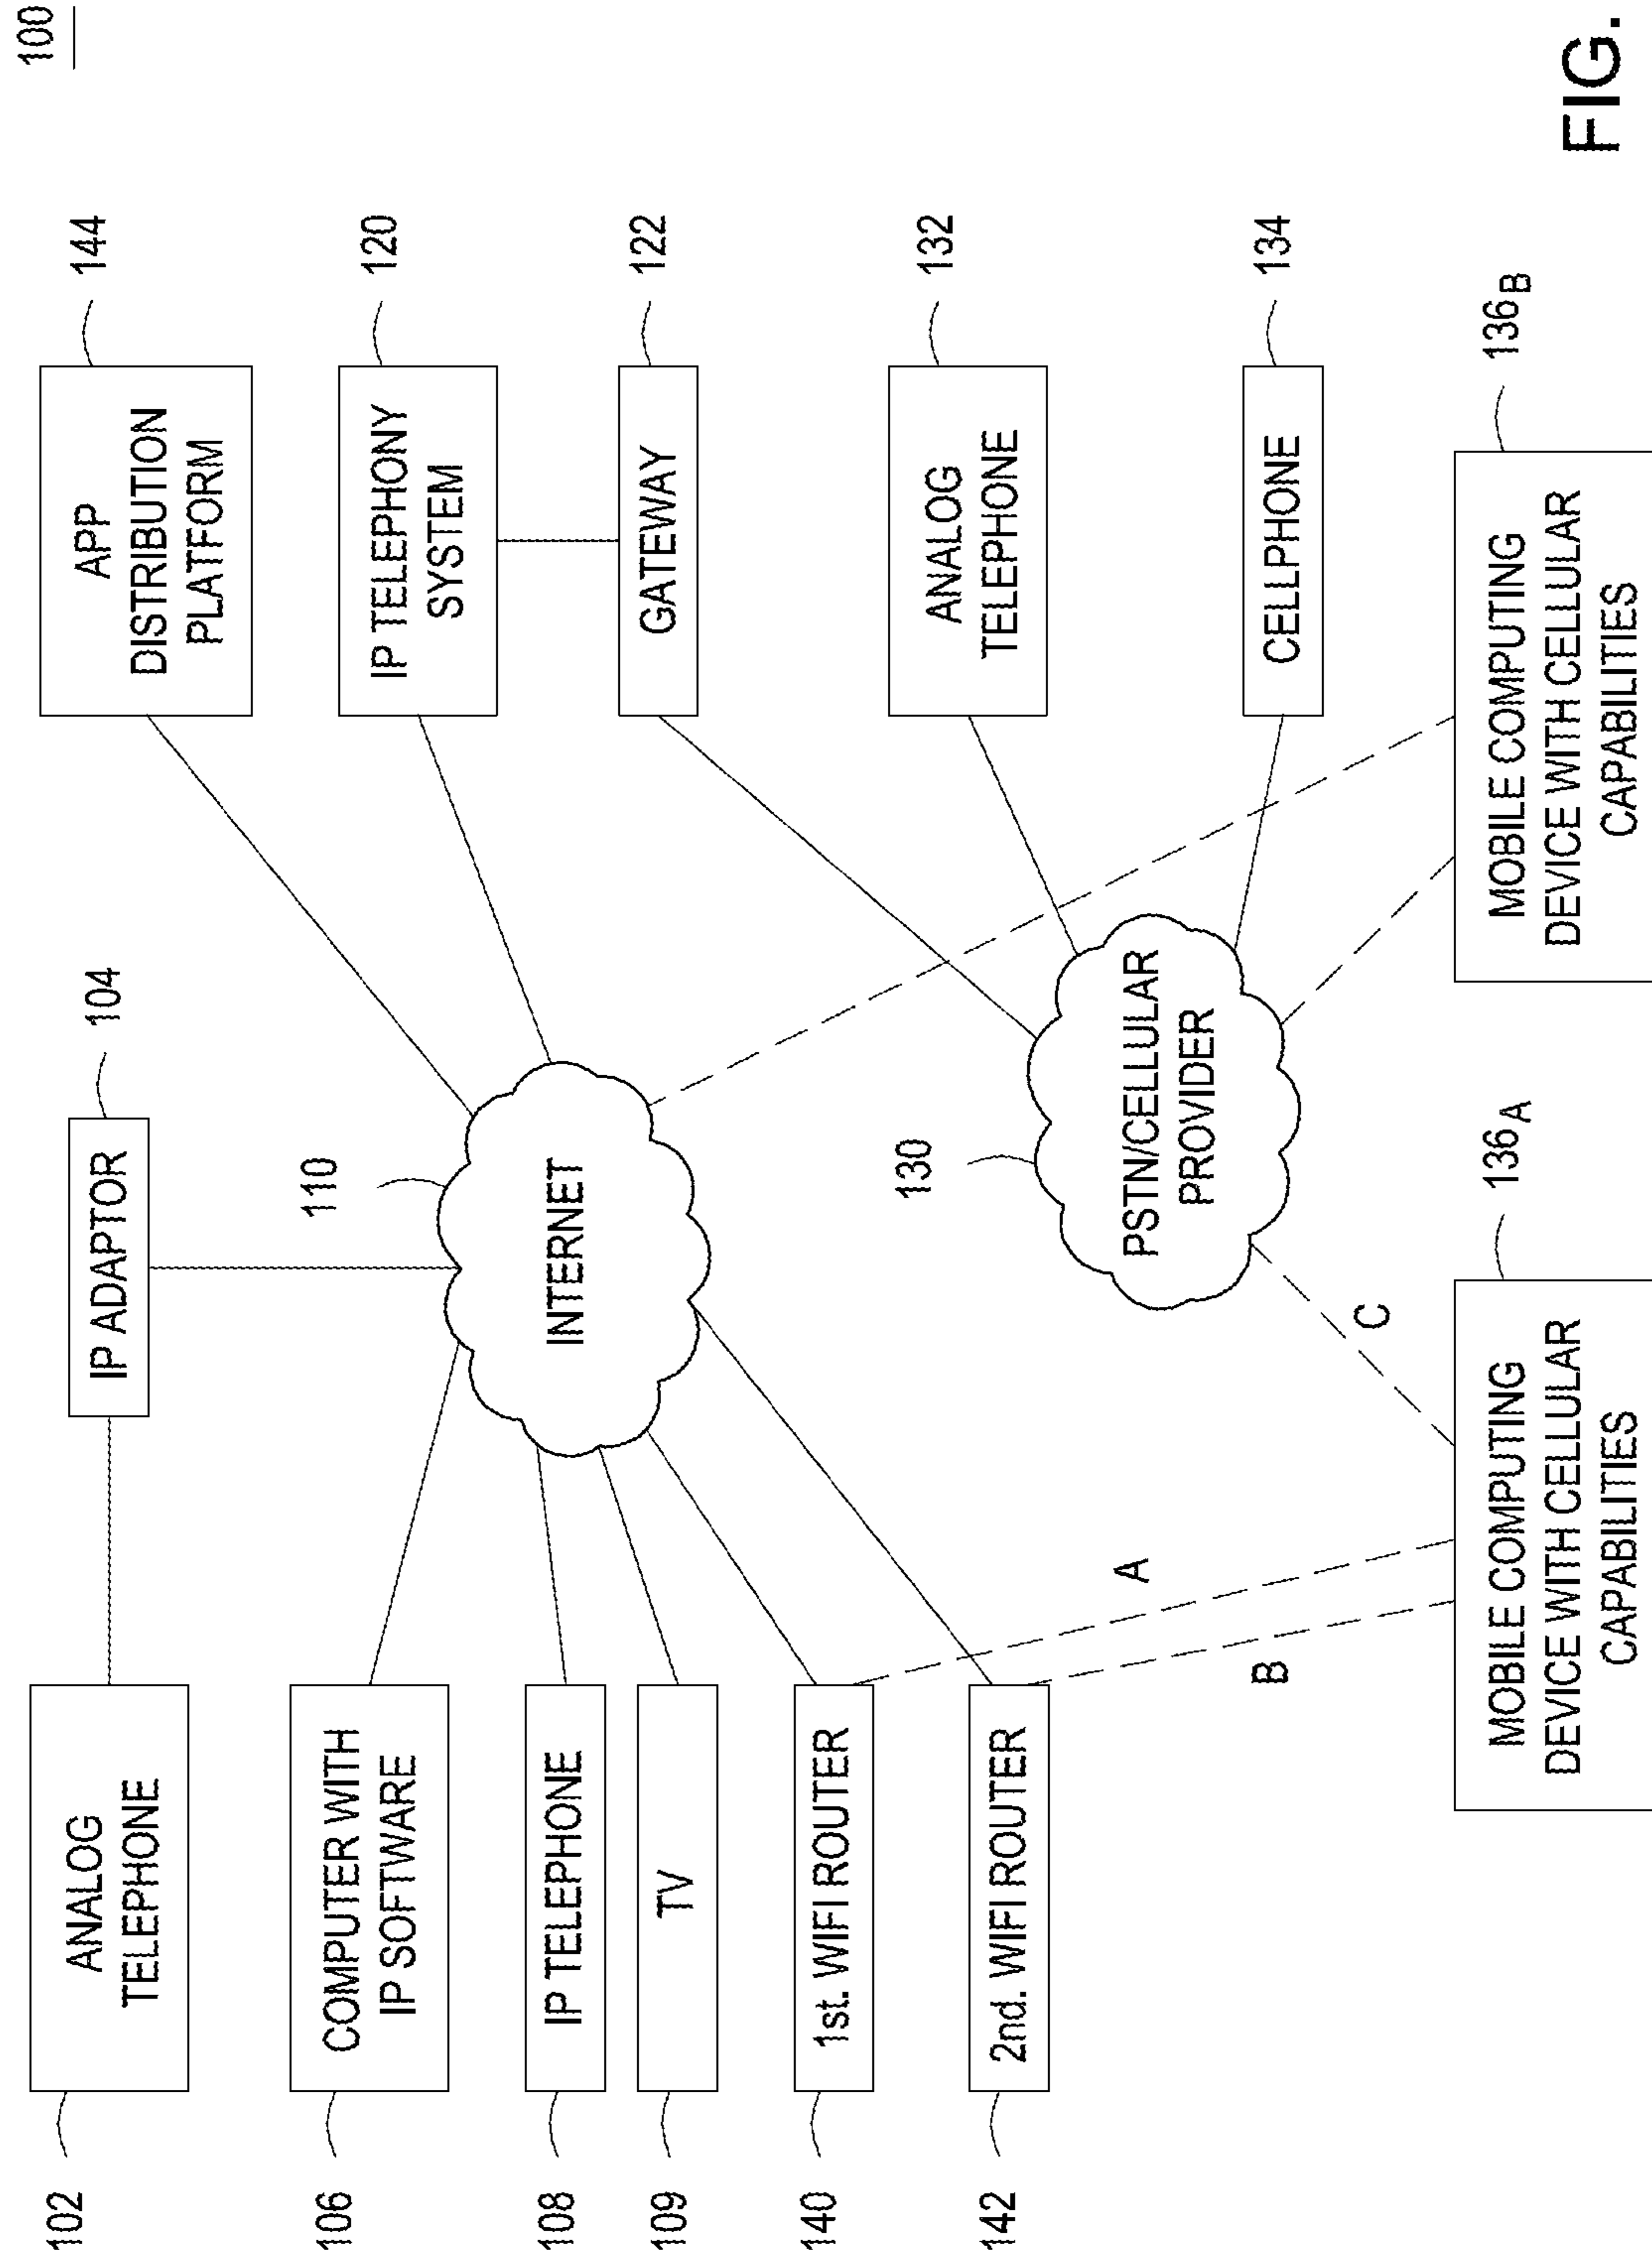 100
102
ANALOG
TELEPHONE
IP ADAPTOR
104
APP
DISTRIBUTION
PLATFORM
144
106
COMPUTER WITH
IP SOFTWARE
110
INTERNET
IP TELEPHONY
SYSTEM
120
108
IP TELEPHONE
109
TV
GATEWAY
122
140
1st. WIFI ROUTER
142
2nd. WIFI ROUTER
130
PSTN/CELLULAR
PROVIDER
ANALOG
TELEPHONE
132
CELLPHONE
134
A
B
C
MOBILE COMPUTING
DEVICE WITH CELLULAR
CAPABILITIES
136A
MOBILE COMPUTING
DEVICE WITH CELLULAR
CAPABILITIES
136B
FIG.